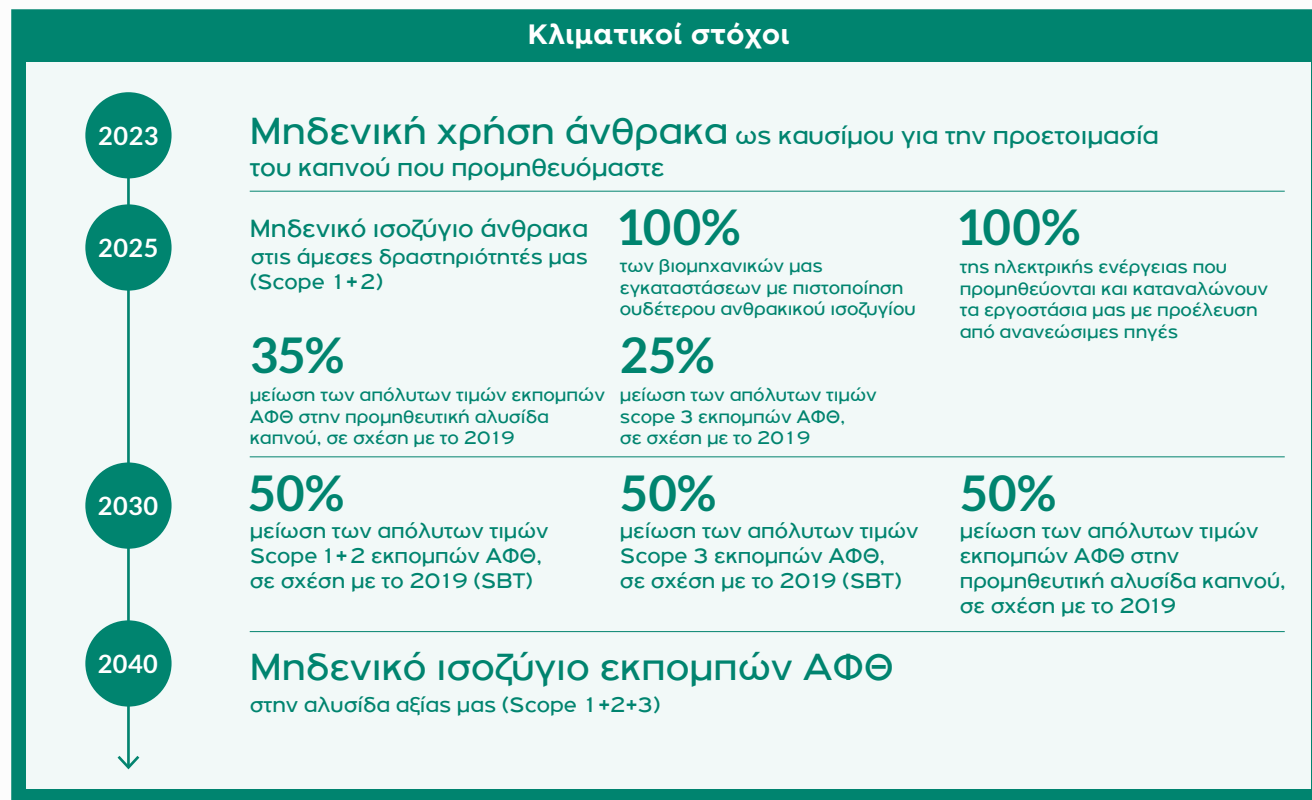 Κλιματικοί στόχοι
2023
Μηδενική χρήση άνθρακα ως καυσίμου για την προετοιμασία
του καπνού που προμηθευόμαστε
2025
Μηδενικό ισοζύγιο άνθρακα
στις άμεσες δραστηριότητές μας
(Scope 1+2)
100%
των βιομηχανικών μας
εγκαταστάσεων με πιστοποίηση
ουδέτερου ανθρακικού ισοζυγίου
100%
της ηλεκτρικής ενέργειας που
προμηθεύονται και καταναλώνουν
τα εργοστάσια μας με προέλευση
από ανανεώσιμες πηγές
35%
μείωση των απόλυτων τιμών εκπομπών
ΑΦΘ στην προμηθευτική αλυσίδα
καπνού, σε σχέση με το 2019
25%
μείωση των απόλυτων τιμών
scope 3 εκπομπών ΑΦΘ,
σε σχέση με το 2019
2030
50%
μείωση των απόλυτων τιμών
Scope 1+2 εκπομπών ΑΦΘ,
σε σχέση με το 2019 (SBT)
50%
μείωση των απόλυτων τιμών
Scope 3 εκπομπών ΑΦΘ,
σε σχέση με το 2019 (SBT)
50%
μείωση των απόλυτων τιμών
εκπομπών ΑΦΘ στην
προμηθευτική αλυσίδα καπνού,
σε σχέση με το 2019
2040
Μηδενικό ισοζύγιο εκπομπών ΑΦΘ
στην αλυσίδα αξίας μας (Scope 1+2+3)